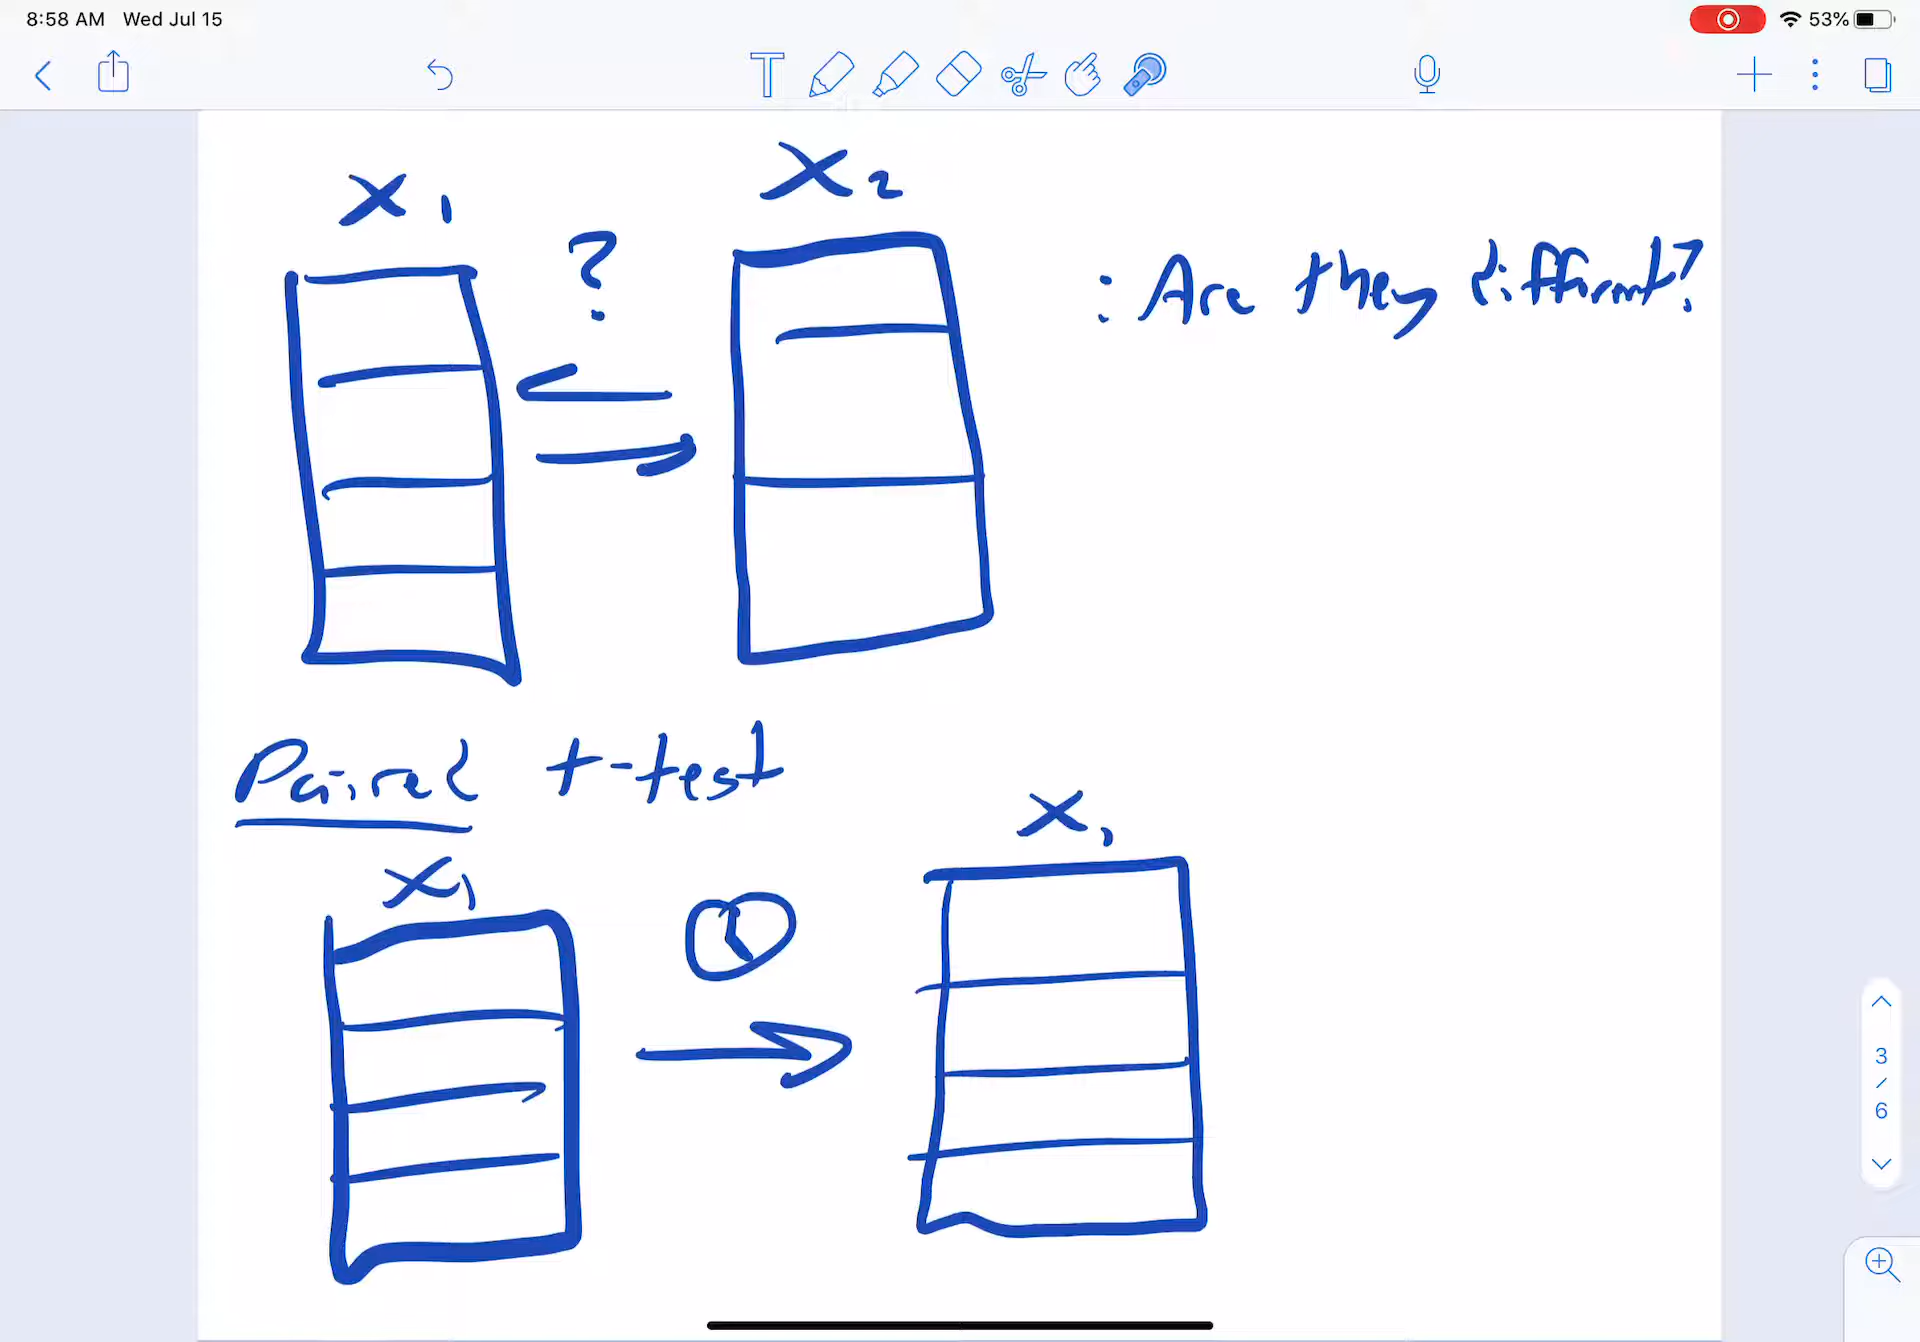 8:58 AM Wed Jul 15
53%
T
X1
?
X2
: Are they different?
Paired t-test
X1
X1
3
/
6